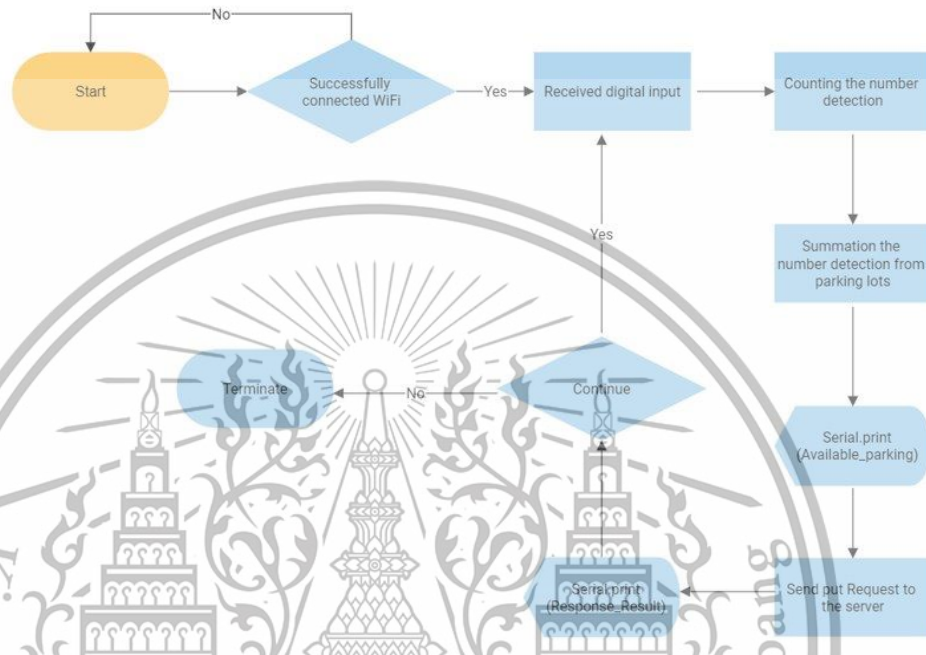 No
Start
Successfully
connected WiFi
Yes
Received digital input
Counting the number
detection
Yes
Summation the
number detection from
parking lots
Terminate
No
Continue
Serial.print
(Available_parking)
Serial.print
(Response_Result)
Send put Request to
the server